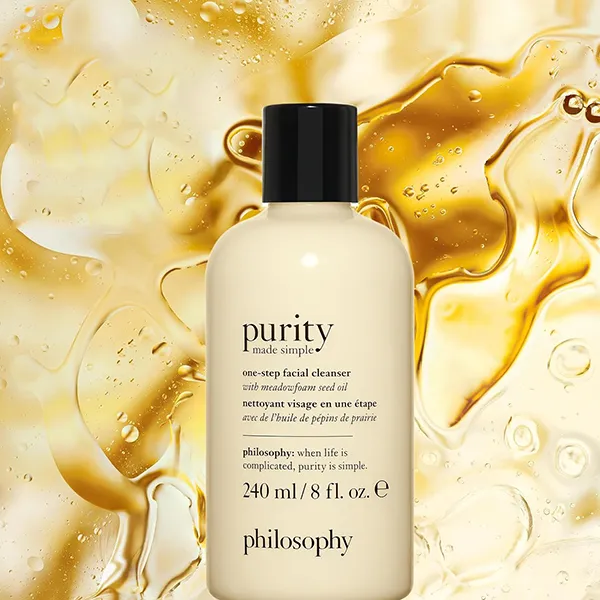 purity
made simple
one-step facial cleanser
with meadowfoam seed oil
nettoyant visage en une étape
avec de l'huile de pépins de prairie
philosophy: when life is
complicated, purity is simple.
240 ml / 8 fl. oz. ℮
philosophy